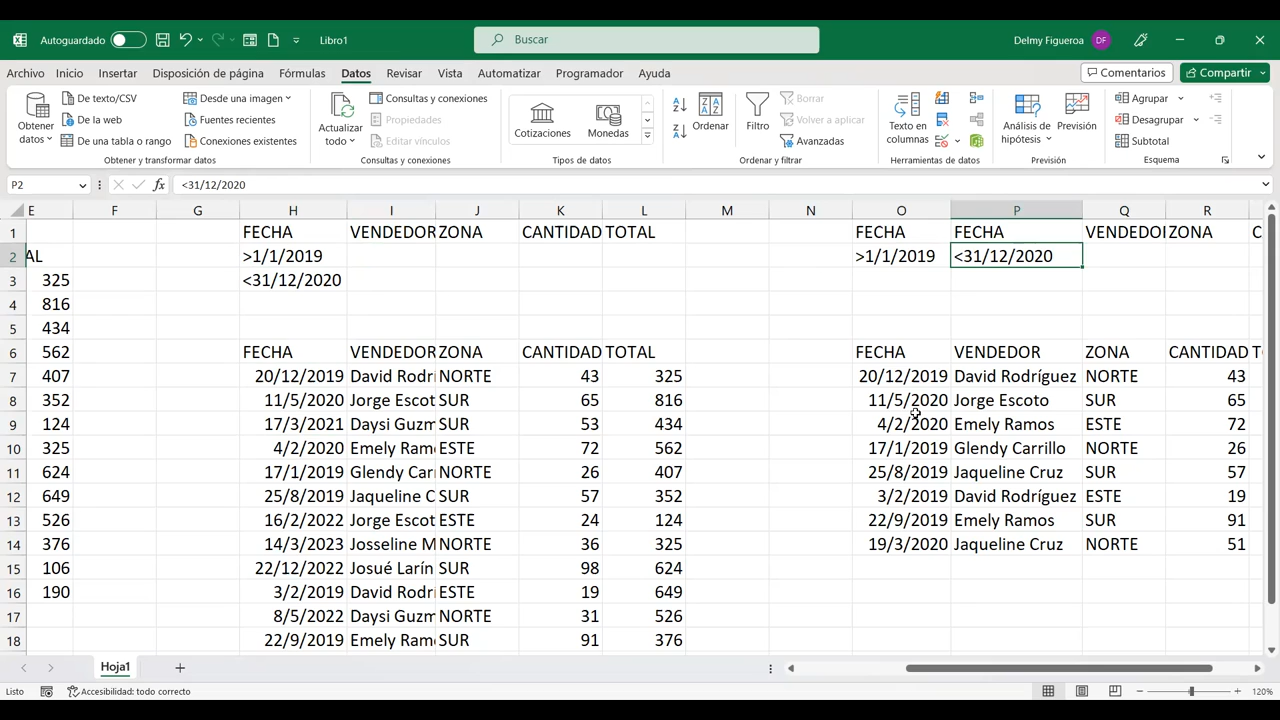 Autoguardado Libro1 Buscar Delmy Figueroa DF
Archivo Inicio Insertar Disposición de página Fórmulas Datos Revisar Vista Automatizar Programador Ayuda Comentarios Compartir
Obtener datos De texto/CSV Desde una imagen Actualizar todo Consultas y conexiones Cotizaciones Monedas Ordenar Filtro Borrar Texto en columnas Análisis de hipótesis Previsión Agrupar
De la web Fuentes recientes Propiedades Volver a aplicar Desagrupar
De una tabla o rango Conexiones existentes Editar vínculos Avanzadas Subtotal
Obtener y transformar datos Consultas y conexiones Tipos de datos Ordenar y filtrar Herramientas de datos Previsión Esquema
P2 fx <31/12/2020
E F G H I J K L M N O P Q R
1 FECHA VENDEDOR ZONA CANTIDAD TOTAL FECHA FECHA VENDEDO ZONA C
2 AL >1/1/2019 >1/1/2019 <31/12/2020
3 325 <31/12/2020
4 816
5 434
6 562 FECHA VENDEDOR ZONA CANTIDAD TOTAL FECHA VENDEDOR ZONA CANTIDAD T
7 407 20/12/2019 David Rodr NORTE 43 325 20/12/2019 David Rodríguez NORTE 43
8 352 11/5/2020 Jorge Escot SUR 65 816 11/5/2020 Jorge Escoto SUR 65
9 124 17/3/2021 Daysi Guzm SUR 53 434 4/2/2020 Emely Ramos ESTE 72
10 325 4/2/2020 Emely Ram ESTE 72 562 17/1/2019 Glendy Carrillo NORTE 26
11 624 17/1/2019 Glendy Car NORTE 26 407 25/8/2019 Jaqueline Cruz SUR 57
12 649 25/8/2019 Jaqueline C SUR 57 352 3/2/2019 David Rodríguez ESTE 19
13 526 16/2/2022 Jorge Escot ESTE 24 124 22/9/2019 Emely Ramos SUR 91
14 376 14/3/2023 Josseline M NORTE 36 325 19/3/2020 Jaqueline Cruz NORTE 51
15 106 22/12/2022 Josué Larín SUR 98 624
16 190 3/2/2019 David Rodr ESTE 19 649
17 8/5/2022 Daysi Guzm NORTE 31 526
18 22/9/2019 Emely Ram SUR 91 376
Hoja1
Listo Accesibilidad: todo correcto 120%